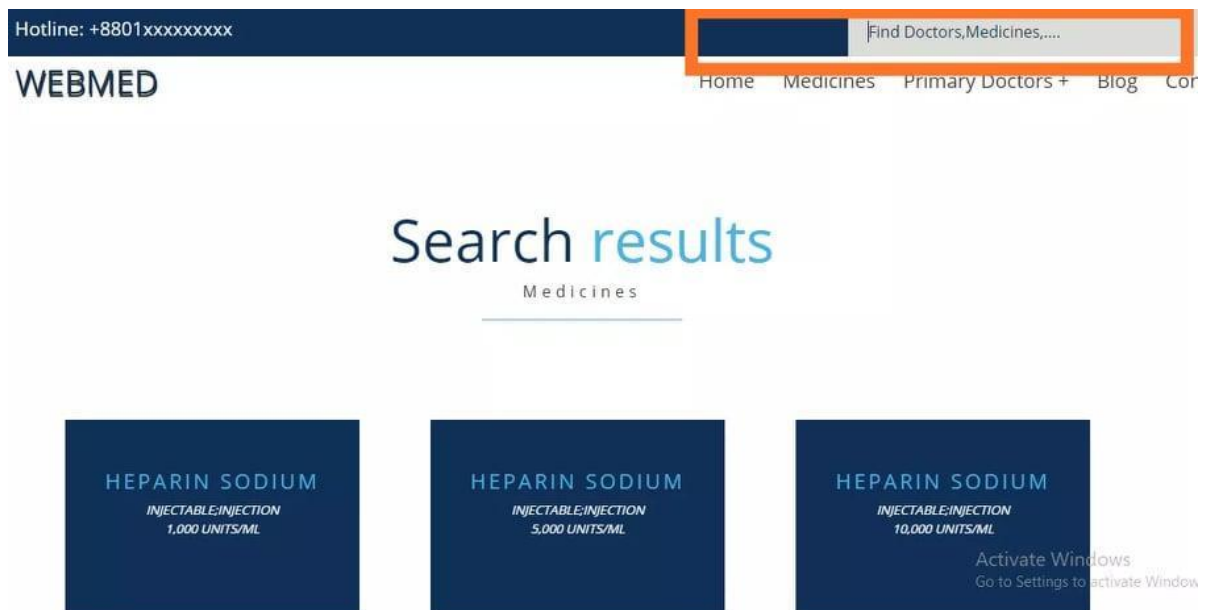 Hotline: +8801xxxxxxxxx
Find Doctors,Medicines,....
WEBMED
Home Medicines Primary Doctors + Blog
Search results
Medicines
HEPARIN SODIUM
INJECTABLE;INJECTION
1,000 UNITS/ML
HEPARIN SODIUM
INJECTABLE;INJECTION
5,000 UNITS/ML
HEPARIN SODIUM
INJECTABLE;INJECTION
10,000 UNITS/ML
Activate Windows
Go to Settings to activate Window